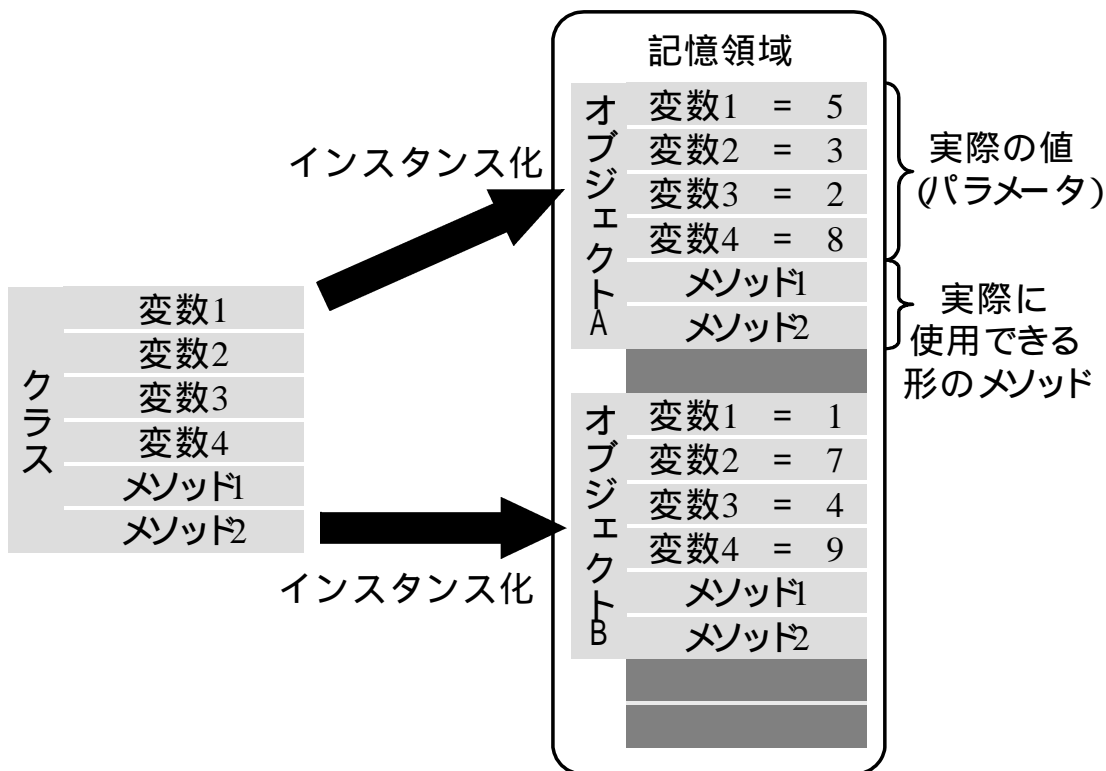 記憶領域
オブジェクトA
変数1 = 5
変数2 = 3
変数3 = 2
変数4 = 8
メソッド1
メソッド2
実際の値
(パラメータ)
実際に
使用できる
形のメソッド
インスタンス化
クラス
変数1
変数2
変数3
変数4
メソッド1
メソッド2
インスタンス化
オブジェクトB
変数1 = 1
変数2 = 7
変数3 = 4
変数4 = 9
メソッド1
メソッド2